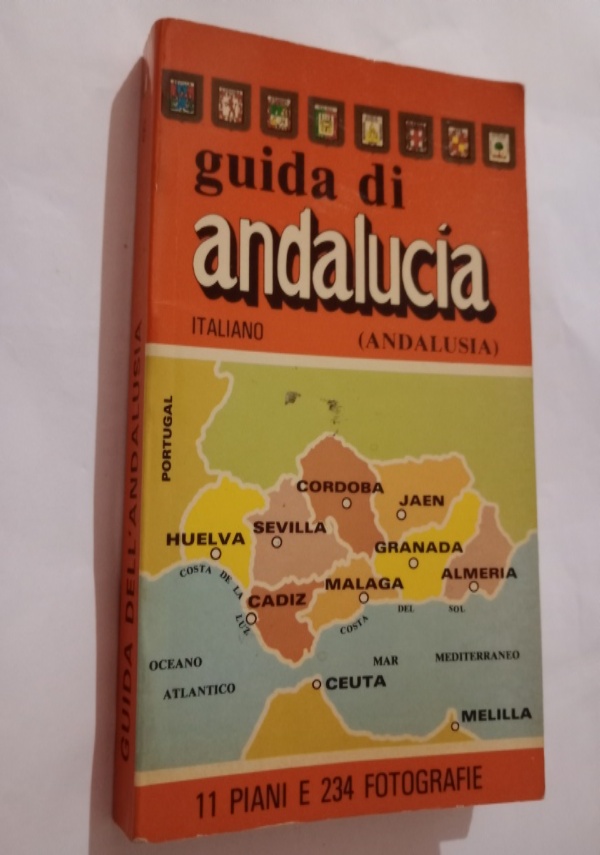 guida di
andalucía
ITALIANO
(ANDALUSIA)
PORTUGAL
CORDOBA
JAEN
SEVILLA
HUELVA
GRANADA
ALMERIA
COSTA DE LA LUZ
MALAGA
CADIZ
COSTA DEL SOL
OCEANO
ATLANTICO
MAR MEDITERRANEO
CEUTA
MELILLA
11 PIANI E 234 FOTOGRAFIE
GUIDA DELL'ANDALUSIA